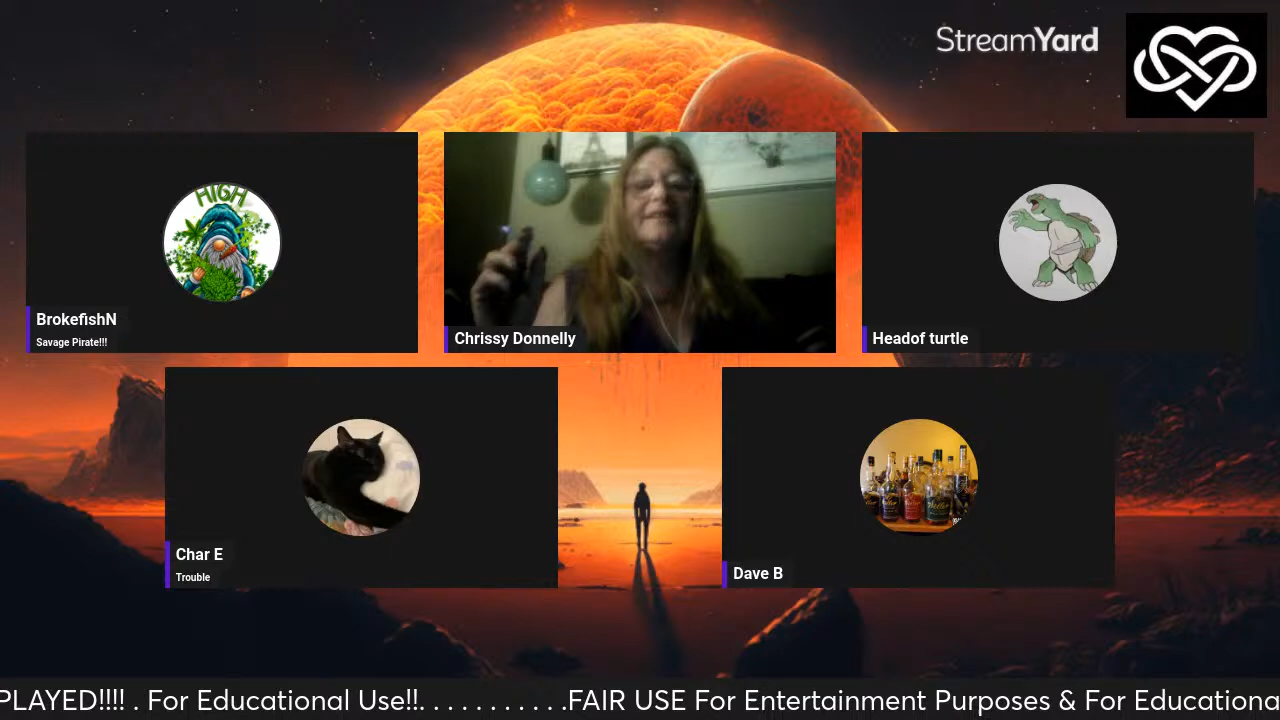 StreamYard
HIGH
BrokefishN
Savage Pirate!!!
Chrissy Donnelly
Headof turtle
Char E
Trouble
Dave B
PLAYED!!!! . For Educational Use!!. . . . . . . . . . .FAIR USE For Entertainment Purposes & For Educationa